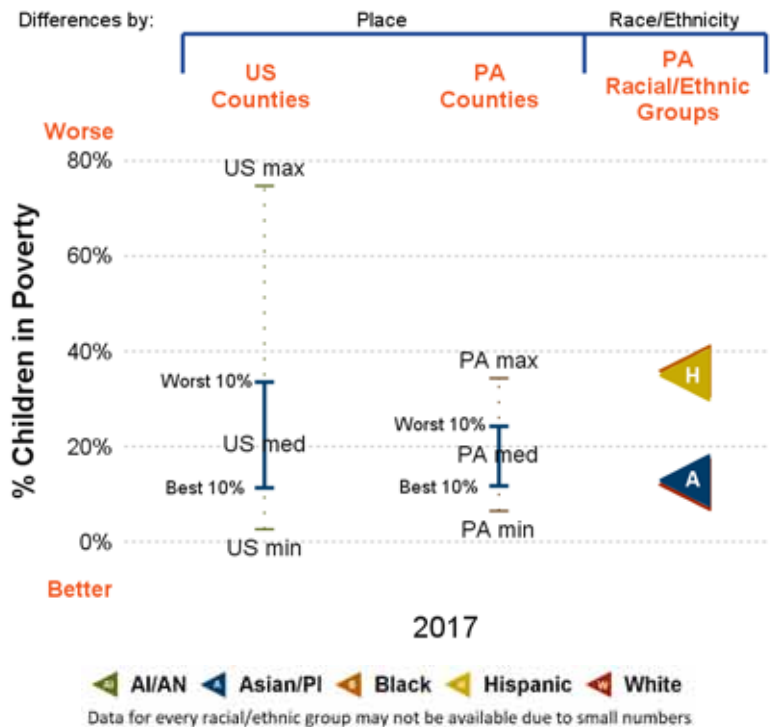 Differences by: Place Race/Ethnicity
US Counties
PA Counties
PA Racial/Ethnic Groups
Worse
80%
US max
60%
% Children in Poverty
40%
PA max
H
Worst 10%
Worst 10%
20%
US med
PA med
A
Best 10%
Best 10%
0%
US min
PA min
Better
2017
AI AI/AN A Asian/PI B Black H Hispanic W White
Data for every racial/ethnic group may not be available due to small numbers